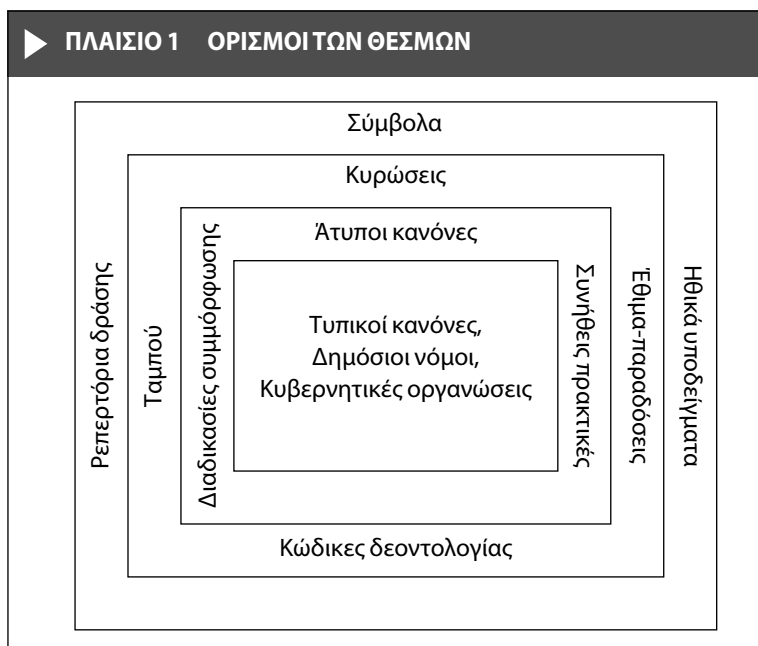 ΠΛΑΙΣΙΟ 1 ΟΡΙΣΜΟΙ ΤΩΝ ΘΕΣΜΩΝ
Σύμβολα
Κυρώσεις
Άτυποι κανόνες
Ρεπερτόρια δράσης
Ταμπού
Διαδικασίες συμμόρφωσης
Τυπικοί κανόνες,
Δημόσιοι νόμοι,
Κυβερνητικές οργανώσεις
Συνήθεις πρακτικές
Έθιμα-παραδόσεις
Ηθικά υποδείγματα
Κώδικες δεοντολογίας